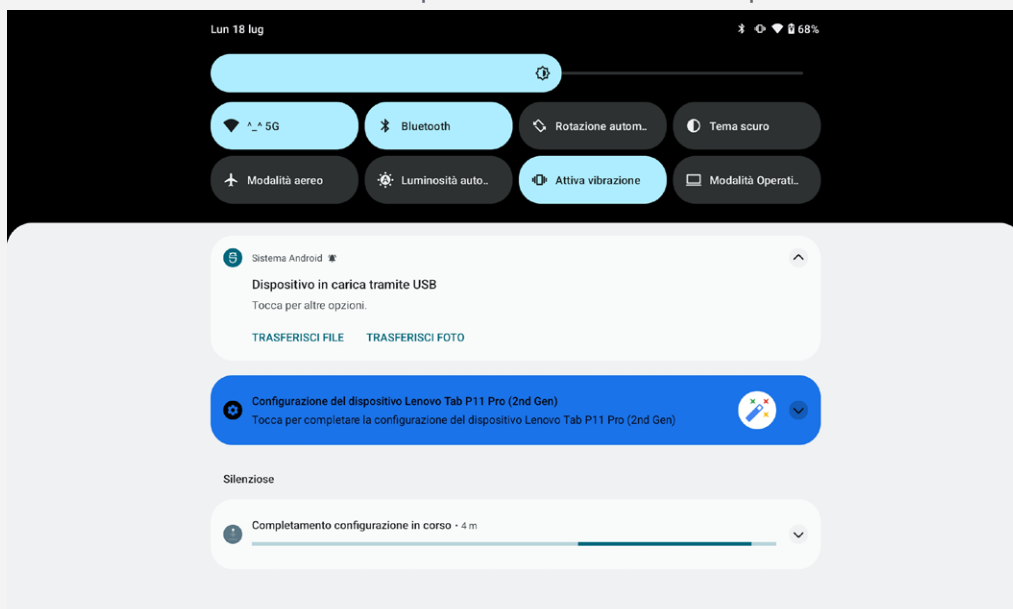 Lun 18 lug
68%
^_^ 5G
Bluetooth
Rotazione autom..
Tema scuro
Modalità aereo
Luminosità auto..
Attiva vibrazione
Modalità Operati..
Sistema Android
Dispositivo in carica tramite USB
Tocca per altre opzioni.
TRASFERISCI FILE
TRASFERISCI FOTO
Configurazione del dispositivo Lenovo Tab P11 Pro (2nd Gen)
Tocca per completare la configurazione del dispositivo Lenovo Tab P11 Pro (2nd Gen)
Silenziose
Completamento configurazione in corso • 4 m